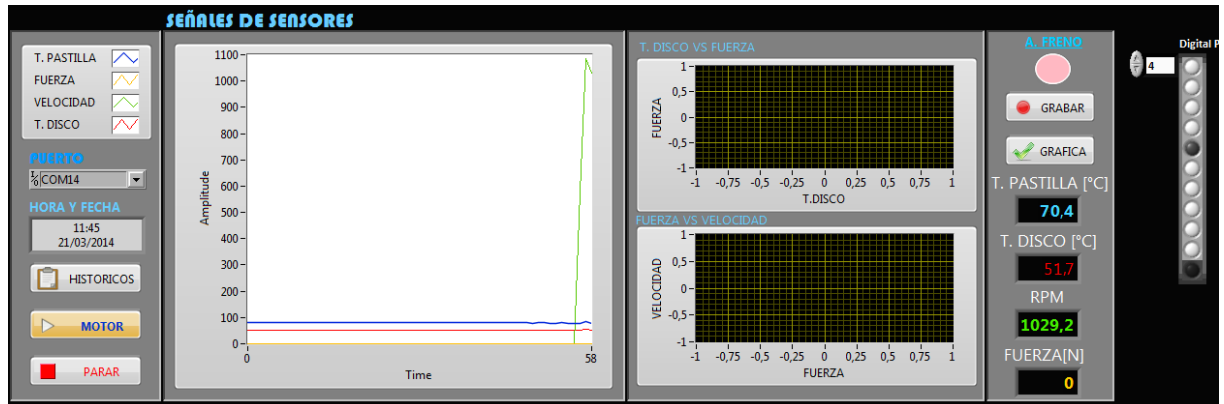 SEÑALES DE SENSORES
T. PASTILLA
FUERZA
VELOCIDAD
T. DISCO
PUERTO
COM14
HORA Y FECHA
11:45
21/03/2014
HISTORICOS
MOTOR
PARAR
1100
1000
900
800
700
600
500
400
300
200
100
0
Amplitude
0 58
Time
T. DISCO VS FUERZA
1
0,5
0
-0,5
-1
FUERZA
-1 -0,75 -0,5 -0,25 0 0,25 0,5 0,75 1
T.DISCO
FUERZA VS VELOCIDAD
1
0,5
0
-0,5
-1
VELOCIDAD
-1 -0,75 -0,5 -0,25 0 0,25 0,5 0,75 1
FUERZA
A. FRENO
GRABAR
GRAFICA
T. PASTILLA [°C]
70,4
T. DISCO [°C]
51,7
RPM
1029,2
FUERZA[N]
0
Digital P
4